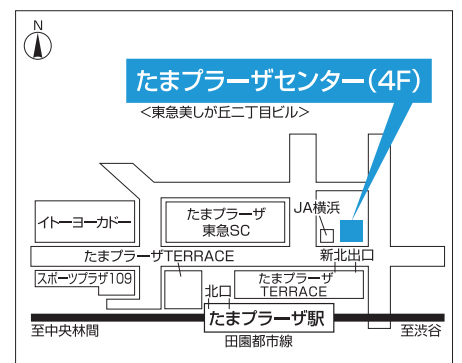 N
たまプラーザセンター（4F）
＜東急美しが丘二丁目ビル＞
イトーヨーカドー
たまプラーザ
東急SC
JA横浜
たまプラーザTERRACE
新北出口
スポーツプラザ109
北口
たまプラーザ
TERRACE
たまプラーザ駅
至中央林間
田園都市線
至渋谷